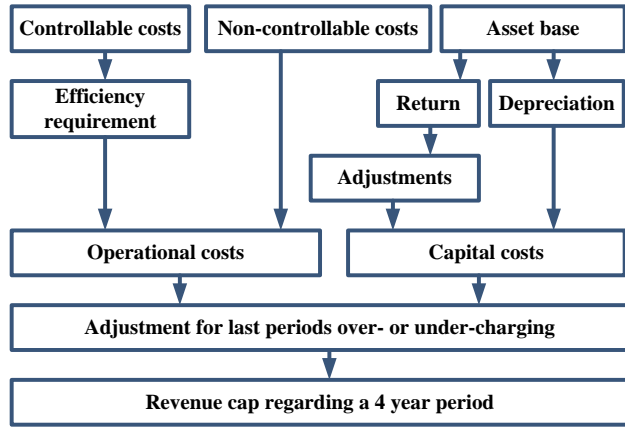 Controllable costs
Non-controllable costs
Asset base
Efficiency
requirement
Return
Depreciation
Adjustments
Operational costs
Capital costs
Adjustment for last periods over- or under-charging
Revenue cap regarding a 4 year period